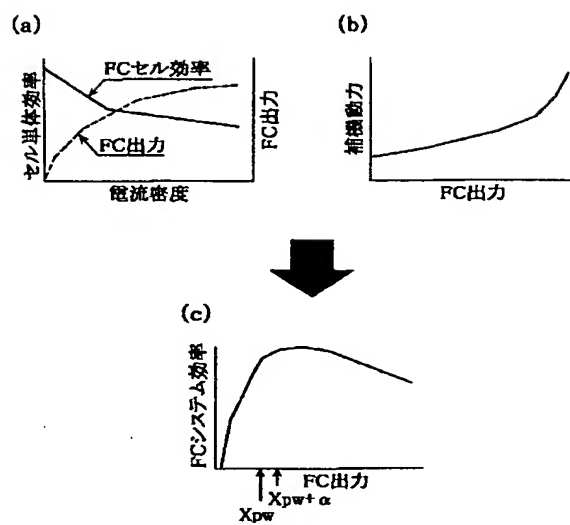 (a)
セル単体効率
FCセル効率
FC出力
FC出力
電流密度
(b)
補機動力
FC出力
(c)
FCシステム効率
FC出力
Xpw
Xpw+α